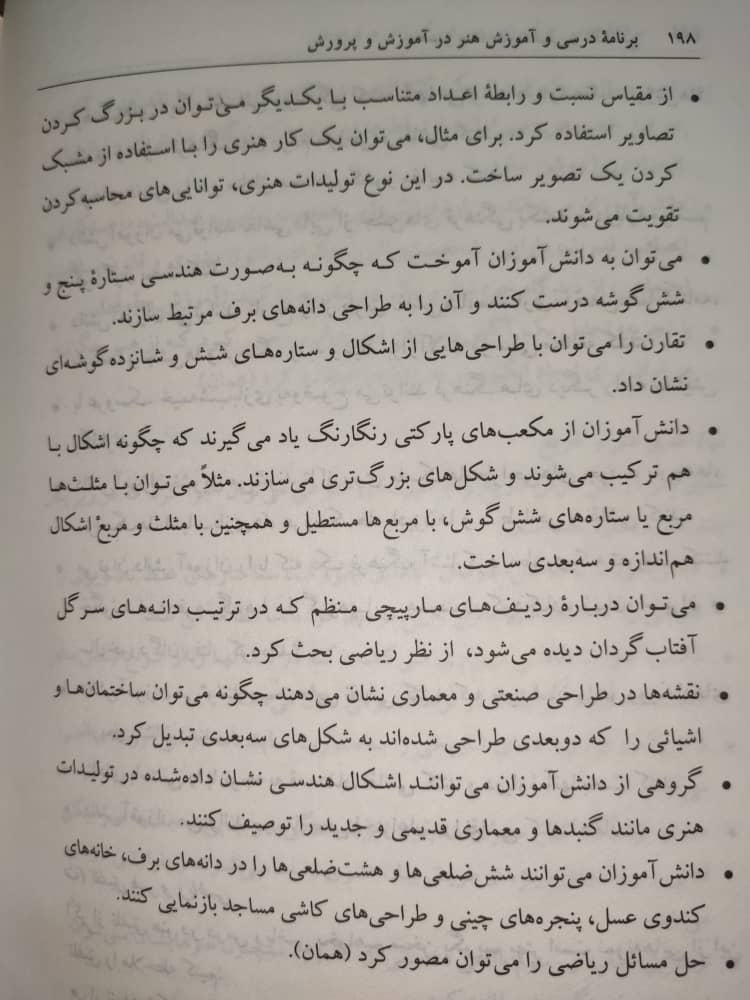 ۱۹۸ برنامهٔ درسی و آموزش هنر در آموزش و پرورش
• از مقیاس نسبت و رابطهٔ اعداد متناسب با یکدیگر می‌توان در بزرگ کردن
تصاویر استفاده کرد. برای مثال، می‌توان یک کار هنری را با استفاده از مشبک
کردن یک تصویر ساخت. در این نوع تولیدات هنری، توانایی‌های محاسبه‌کردن
تقویت می‌شوند.
• می‌توان به دانش‌آموزان آموخت که چگونه به‌صورت هندسی ستارهٔ پنج و
شش‌گوشه درست کنند و آن را به طراحی دانه‌های برف مرتبط سازند.
• تقارن را می‌توان با طراحی‌هایی از اشکال و ستاره‌های شش و شانزده‌گوشه‌ای
نشان داد.
• دانش‌آموزان از مکعب‌های پارکتی رنگارنگ یاد می‌گیرند که چگونه اشکال با
هم ترکیب می‌شوند و شکل‌های بزرگ‌تری می‌سازند. مثلاً می‌توان با مثلث‌ها
مربع یا ستاره‌های شش‌گوش، با مربع‌ها مستطیل و همچنین با مثلث و مربعْ اشکال
هم‌اندازه و سه‌بعدی ساخت.
• می‌توان دربارهٔ ردیف‌های مارپیچی منظم که در ترتیب دانه‌های سرگل
آفتاب‌گردان دیده می‌شود، از نظر ریاضی بحث کرد.
• نقشه‌ها در طراحی صنعتی و معماری نشان می‌دهند چگونه می‌توان ساختمان‌ها و
اشیائی را که دوبعدی طراحی شده‌اند به شکل‌های سه‌بعدی تبدیل کرد.
• گروهی از دانش‌آموزان می‌توانند اشکال هندسی نشان داده‌شده در تولیدات
هنری مانند گنبدها و معماری قدیمی و جدید را توصیف کنند.
• دانش‌آموزان می‌توانند شش‌ضلعی‌ها و هشت‌ضلعی‌ها را در دانه‌های برف، خانه‌های
کندوی عسل، پنجره‌های چینی و طراحی‌های کاشی مساجد بازنمایی کنند.
• حل مسائل ریاضی را می‌توان مصور کرد (همان).